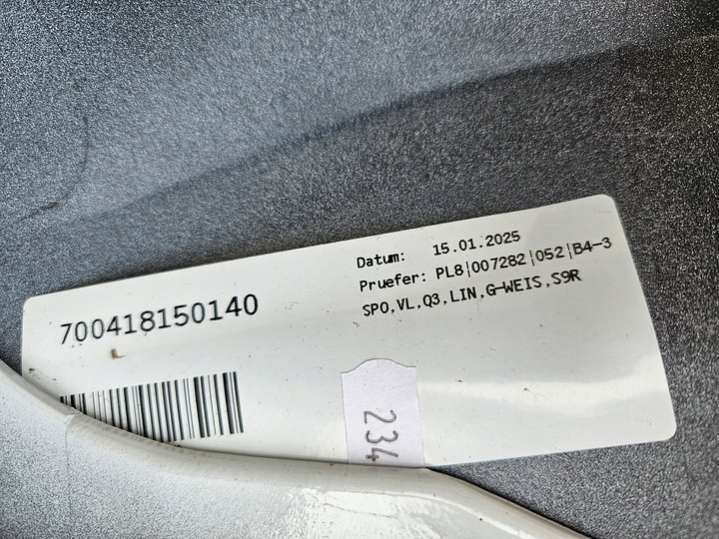 Datum: 15.01.2025
Pruefer: PL8|007282|052|B4-3
SPO,VL,Q3,LIN,G-WEIS,S9R
700418150140
234